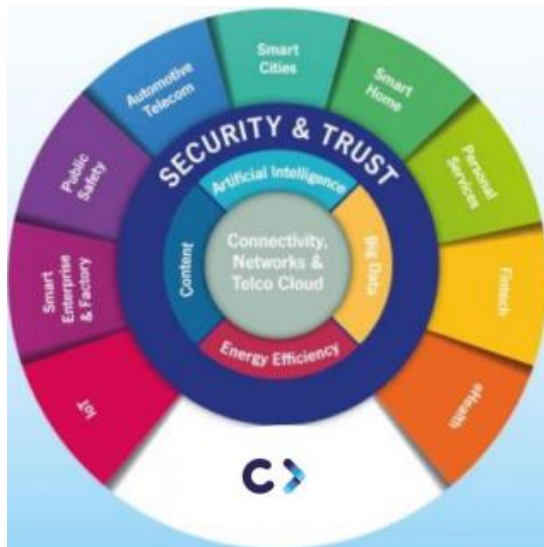 Smart
Cities
Smart
Home
Personal
Services
Fintech
eHealth
IoT
Smart
Enterprise
& Factory
Public
Safety
Automotive
Telecom
SECURITY & TRUST
Artificial Intelligence
Big Data
Energy Efficiency
Content
Connectivity,
Networks &
Telco Cloud